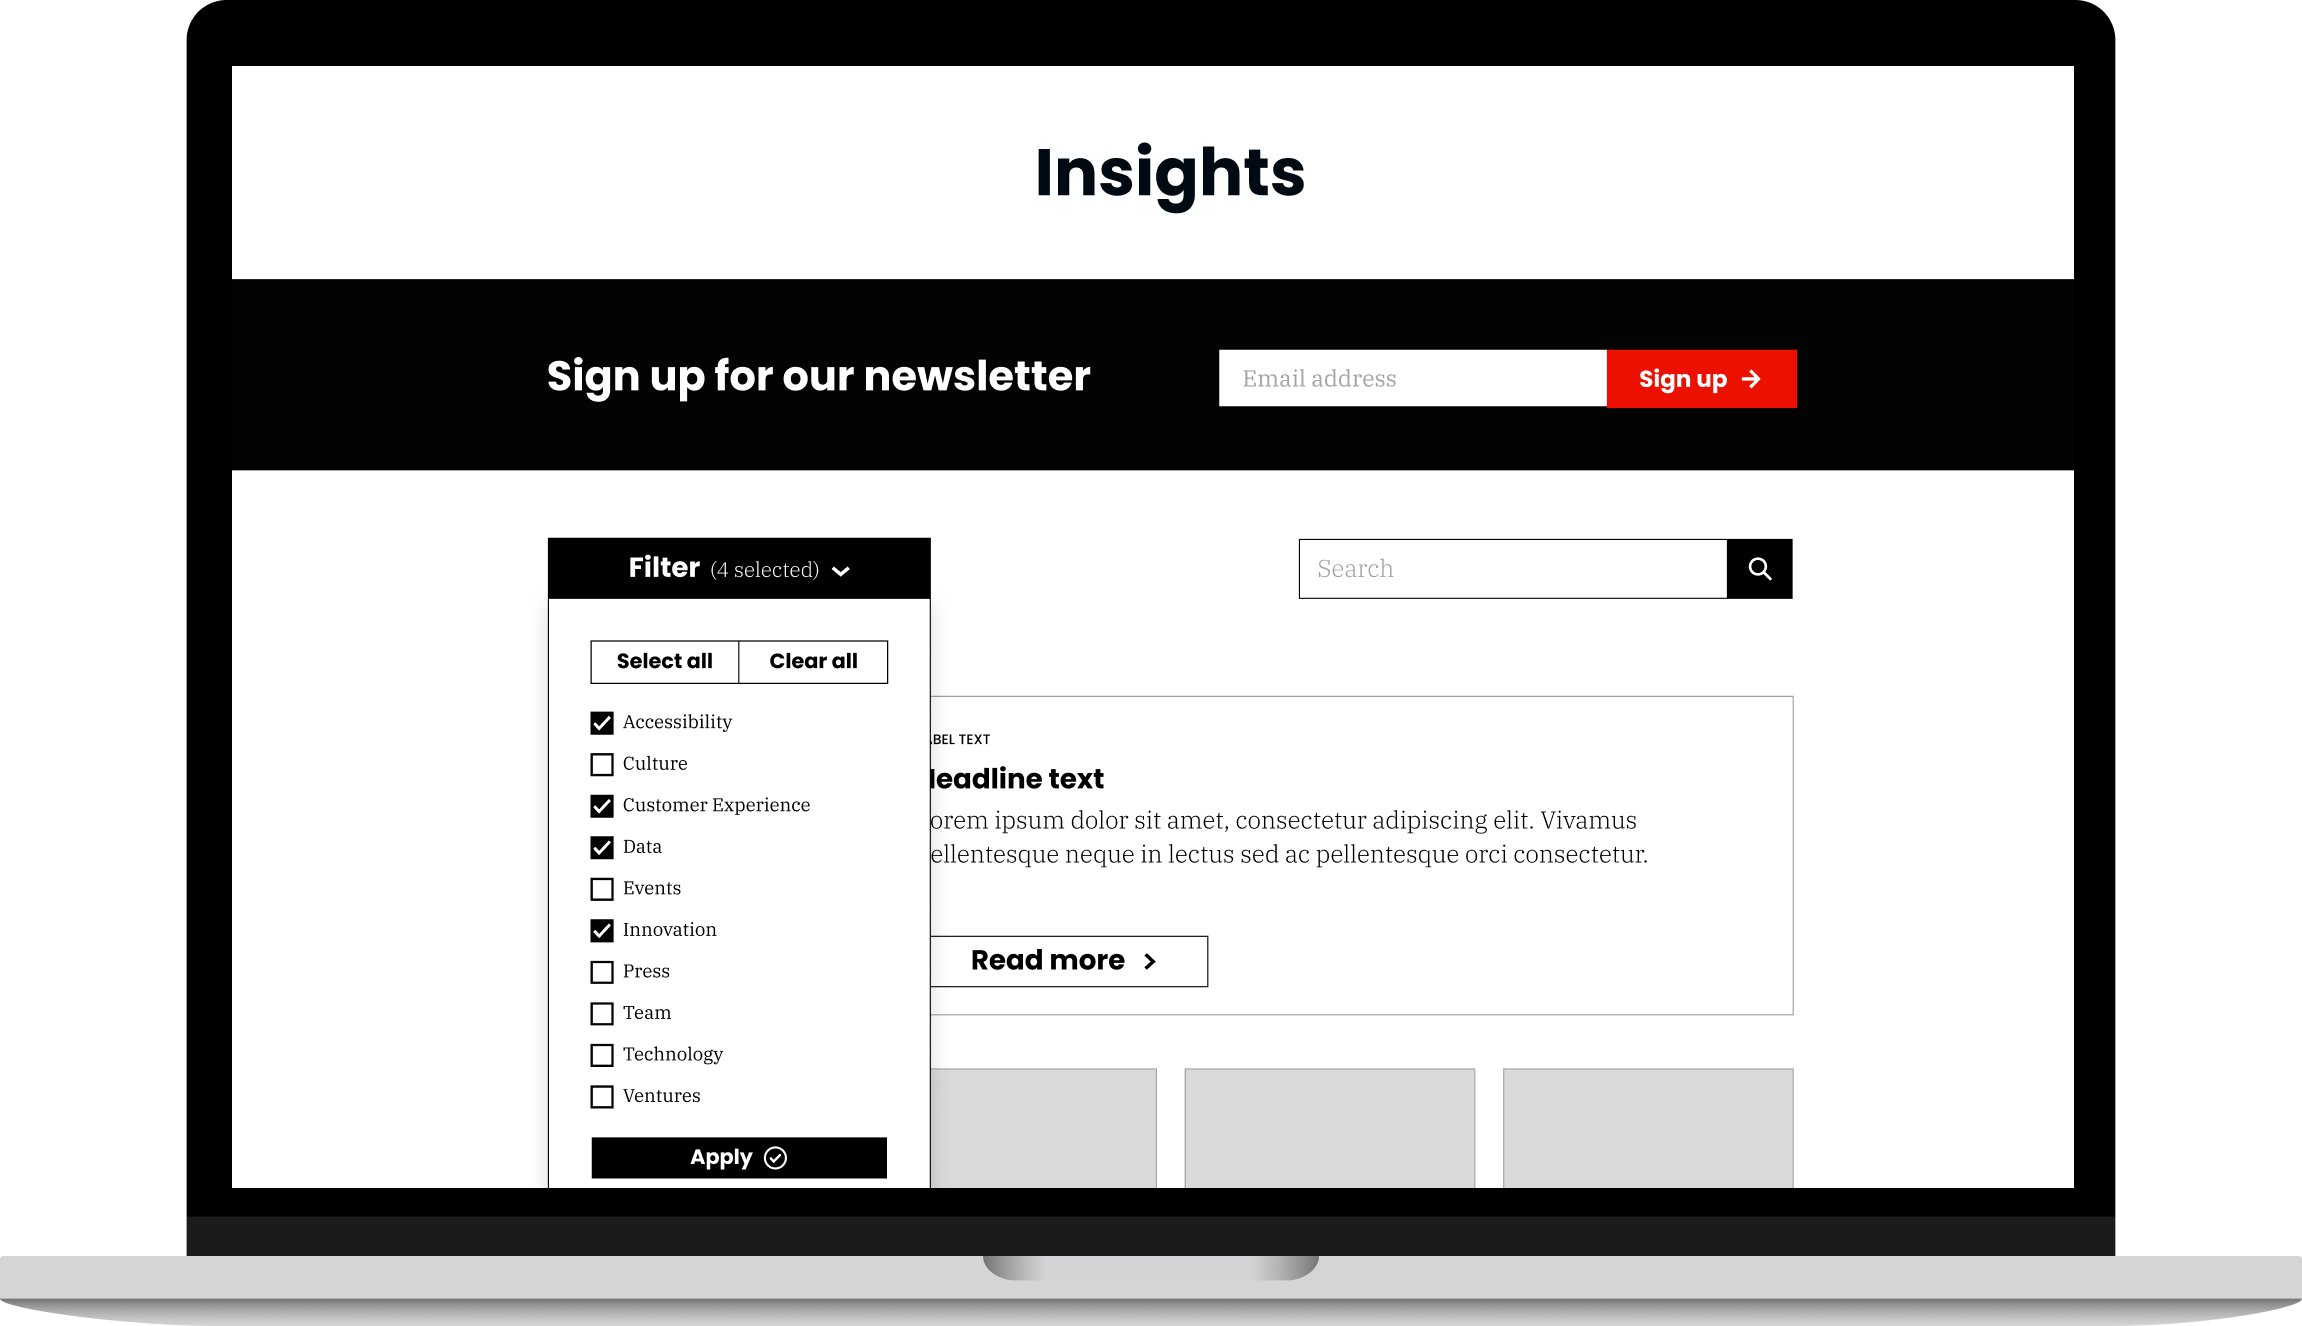 Insights
Sign up for our newsletter
Email address
Sign up
Filter (4 selected)
Search
Select all
Clear all
Accessibility
Culture
Customer Experience
Data
Events
Innovation
Press
Team
Technology
Ventures
Apply
BEL TEXT
eadline text
orem ipsum dolor sit amet, consectetur adipiscing elit. Vivamus
ellentesque neque in lectus sed ac pellentesque orci consectetur.
Read more